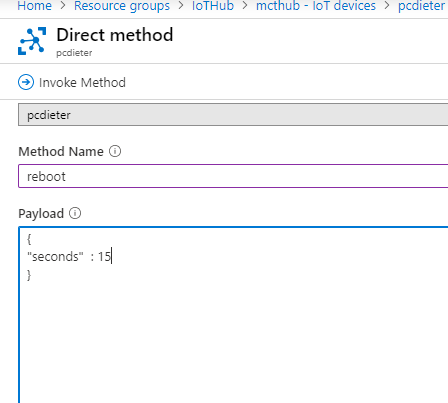 Home > Resource groups > IoTHub > mcthub - IoT devices > pcdieter
Direct method
pcdieter
Invoke Method
pcdieter
Method Name
reboot
Payload
{
"seconds" : 15
}